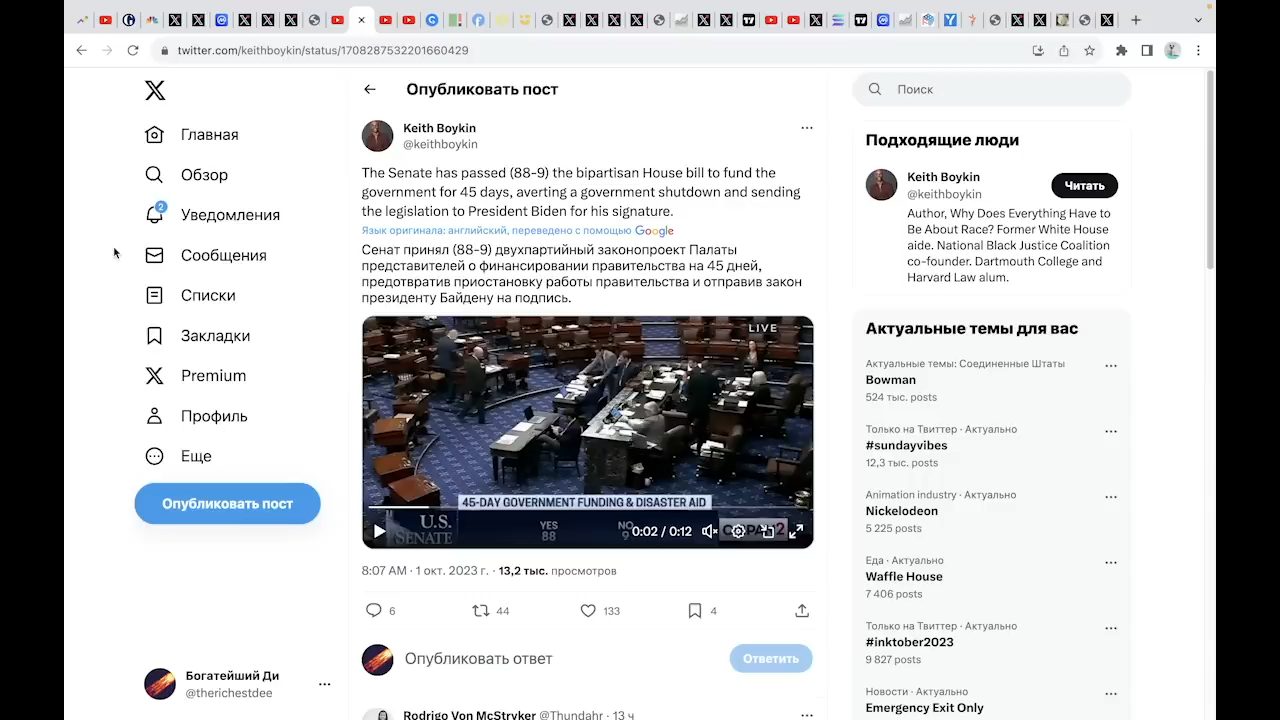 twitter.com/keithboykin/status/1708287532201660429
Главная
Обзор
2
Уведомления
Сообщения
Списки
Закладки
Premium
Профиль
Еще
Опубликовать пост
Богатейший Ди
@therichestdee
Опубликовать пост
Keith Boykin
@keithboykin
The Senate has passed (88-9) the bipartisan House bill to fund the
government for 45 days, averting a government shutdown and sending
the legislation to President Biden for his signature.
Язык оригинала: английский, переведено с помощью Google
Сенат принял (88-9) двухпартийный законопроект Палаты
представителей о финансировании правительства на 45 дней,
предотвратив приостановку работы правительства и отправив закон
президенту Байдену на подпись.
LIVE
45-DAY GOVERNMENT FUNDING & DISASTER AID
U.S.
SENATE
YES
88
NO
9
0:02 / 0:12
8:07 AM · 1 окт. 2023 г. · 13,2 тыс. просмотров
6
44
133
4
Опубликовать ответ
Ответить
Rodrigo Von McStryker @Thundahr · 13 ч
Поиск
Подходящие люди
Keith Boykin
@keithboykin
Читать
Author, Why Does Everything Have to
Be About Race? Former White House
aide. National Black Justice Coalition
co-founder. Dartmouth College and
Harvard Law alum.
Актуальные темы для вас
Актуальные темы: Соединенные Штаты
Bowman
524 тыс. posts
Только на Твиттер · Актуально
#sundayvibes
12,3 тыс. posts
Animation industry · Актуально
Nickelodeon
5 225 posts
Еда · Актуально
Waffle House
7 406 posts
Только на Твиттер · Актуально
#inktober2023
9 827 posts
Новости · Актуально
Emergency Exit Only